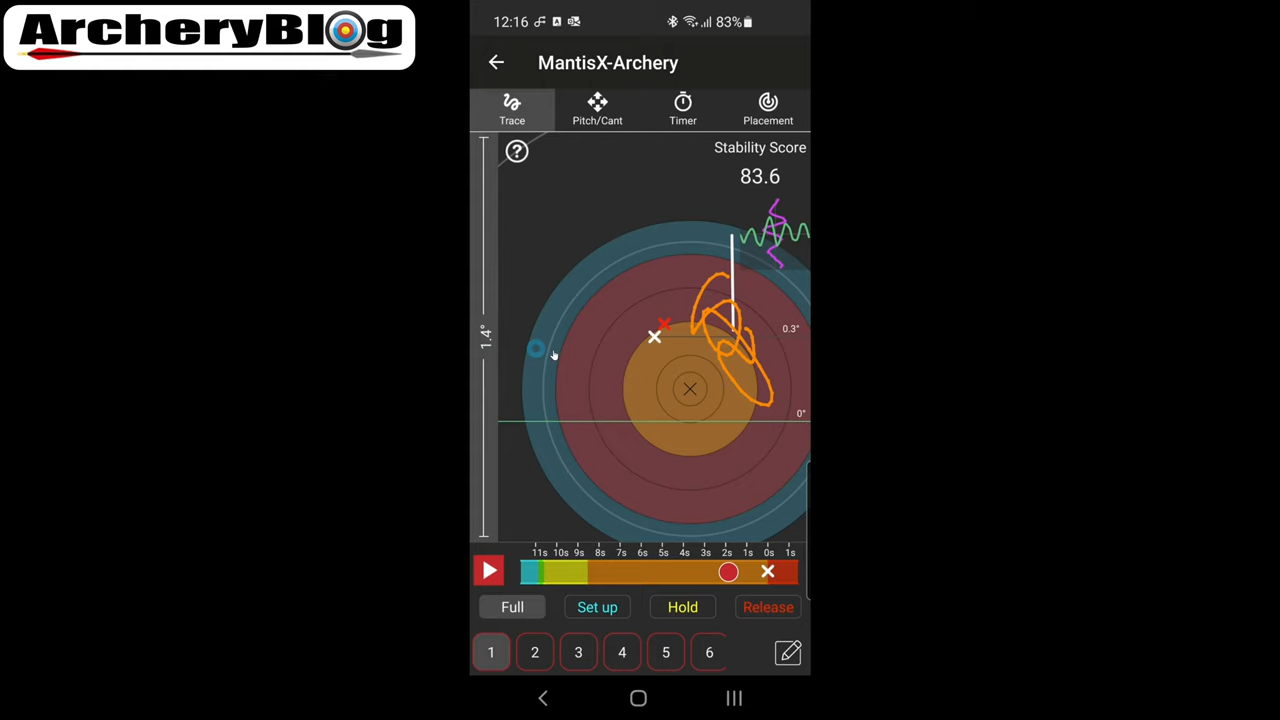 ArcheryBlog
12:16 83%
MantisX-Archery
Trace Pitch/Cant Timer Placement
?
Stability Score
83.6
0.3°
1.4°
0°
11s 10s 9s 8s 7s 6s 5s 4s 3s 2s 1s 0s 1s
Full Set up Hold Release
1 2 3 4 5 6